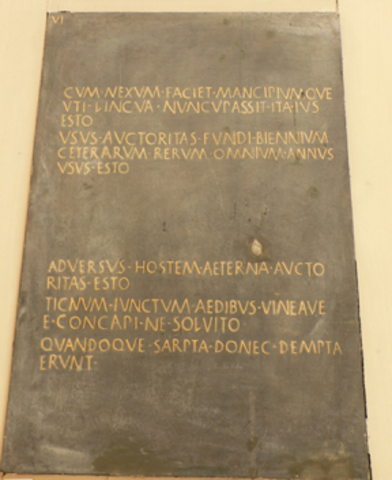 VI
CVM·NEXVM·FACIET·MANCIPIVMQVE
VTI·LINGVA·NVNCVPASSIT·ITA·IVS
ESTO
VSVS·AVCTORITAS·FVNDI·BIENNIVM
CETERARVM·RERVM·OMNIVM·ANNVS
VSVS·ESTO
ADVERSVS·HOSTEM·AETERNA·AVCTO
RITAS·ESTO
TIGNVM·IVNCTVM·AEDIBVS·VINEAVE
E·CONCAPI·NE·SOLVITO
QVANDOQVE·SARPTA·DONEC·DEMPTA
ERVNT·